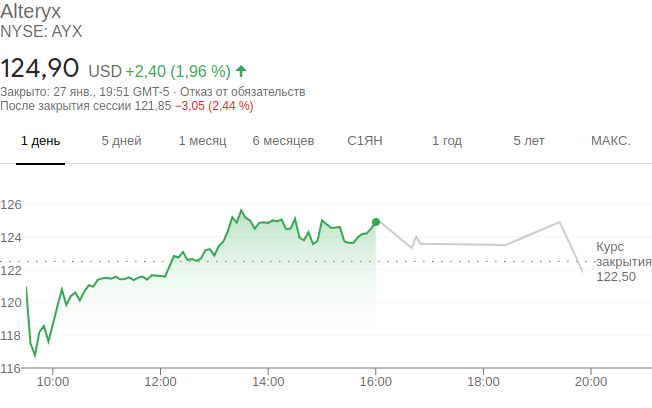 Alteryx
NYSE: AYX
124,90 USD +2,40 (1,96 %)
Закрыто: 27 янв., 19:51 GMT-5 · Отказ от обязательств
После закрытия сессии 121,85 −3,05 (2,44 %)
1 день 5 дней 1 месяц 6 месяцев С1ЯН 1 год 5 лет МАКС.
126
124
122
120
118
116
Курс
закрытия
122,50
10:00 12:00 14:00 16:00 18:00 20:00